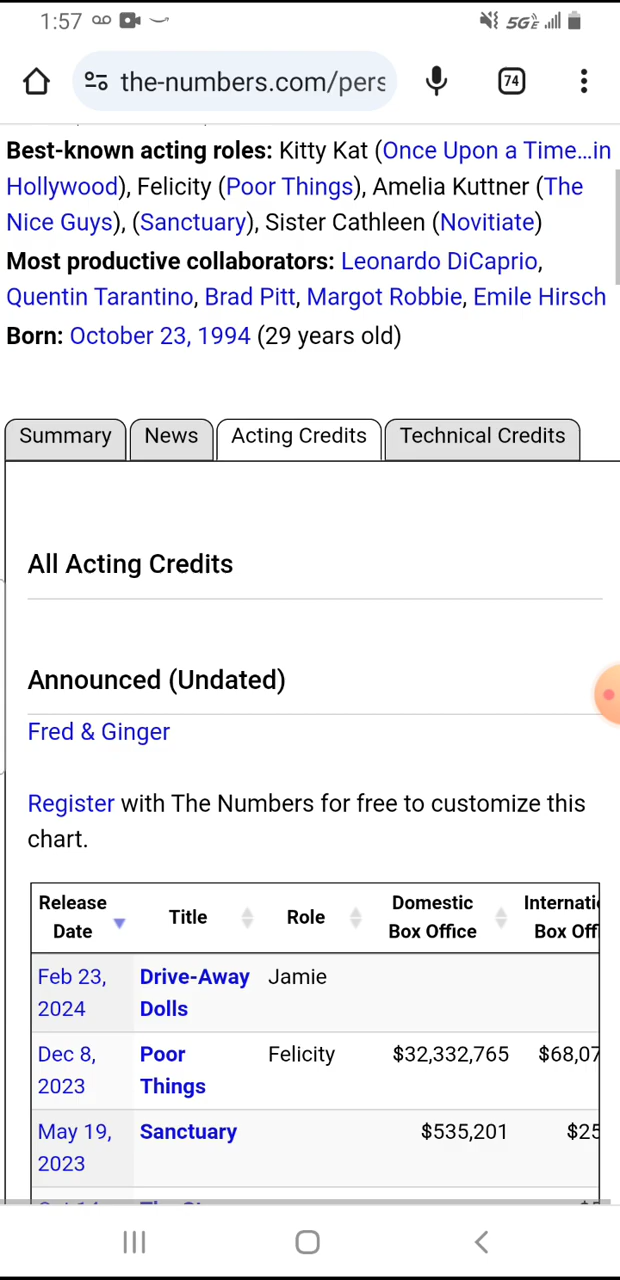 1:57
5GE
the-numbers.com/pers
74
Best-known acting roles: Kitty Kat (Once Upon a Time…in
Hollywood), Felicity (Poor Things), Amelia Kuttner (The
Nice Guys), (Sanctuary), Sister Cathleen (Novitiate)
Most productive collaborators: Leonardo DiCaprio,
Quentin Tarantino, Brad Pitt, Margot Robbie, Emile Hirsch
Born: October 23, 1994 (29 years old)
Summary News Acting Credits Technical Credits
All Acting Credits
Announced (Undated)
Fred & Ginger
Register with The Numbers for free to customize this
chart.
Release Date Title Role Domestic Box Office Internati Box Off
Feb 23, 2024 Drive-Away Dolls Jamie
Dec 8, 2023 Poor Things Felicity $32,332,765 $68,07
May 19, 2023 Sanctuary $535,201 $25